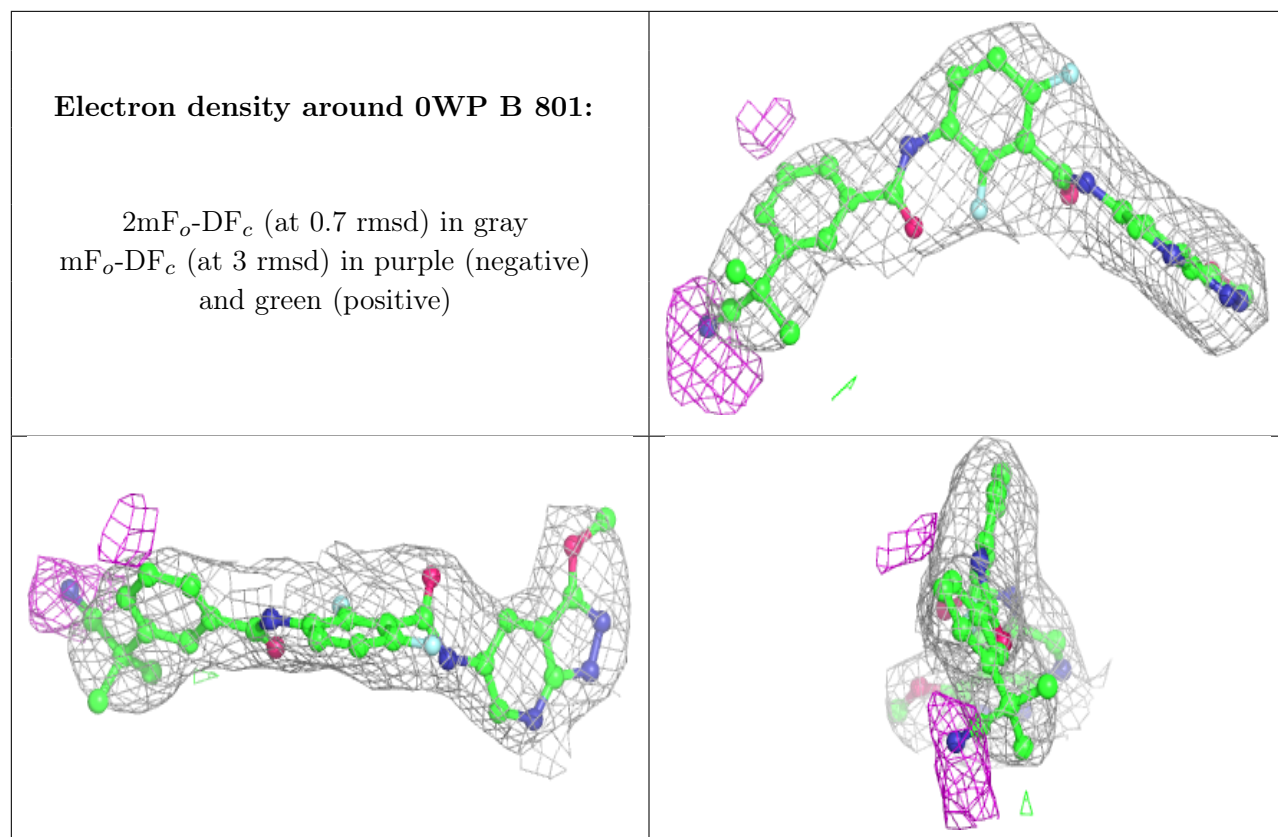 Electron density around 0WP B 801:
2mFo-DFc (at 0.7 rmsd) in gray
mFo-DFc (at 3 rmsd) in purple (negative)
and green (positive)